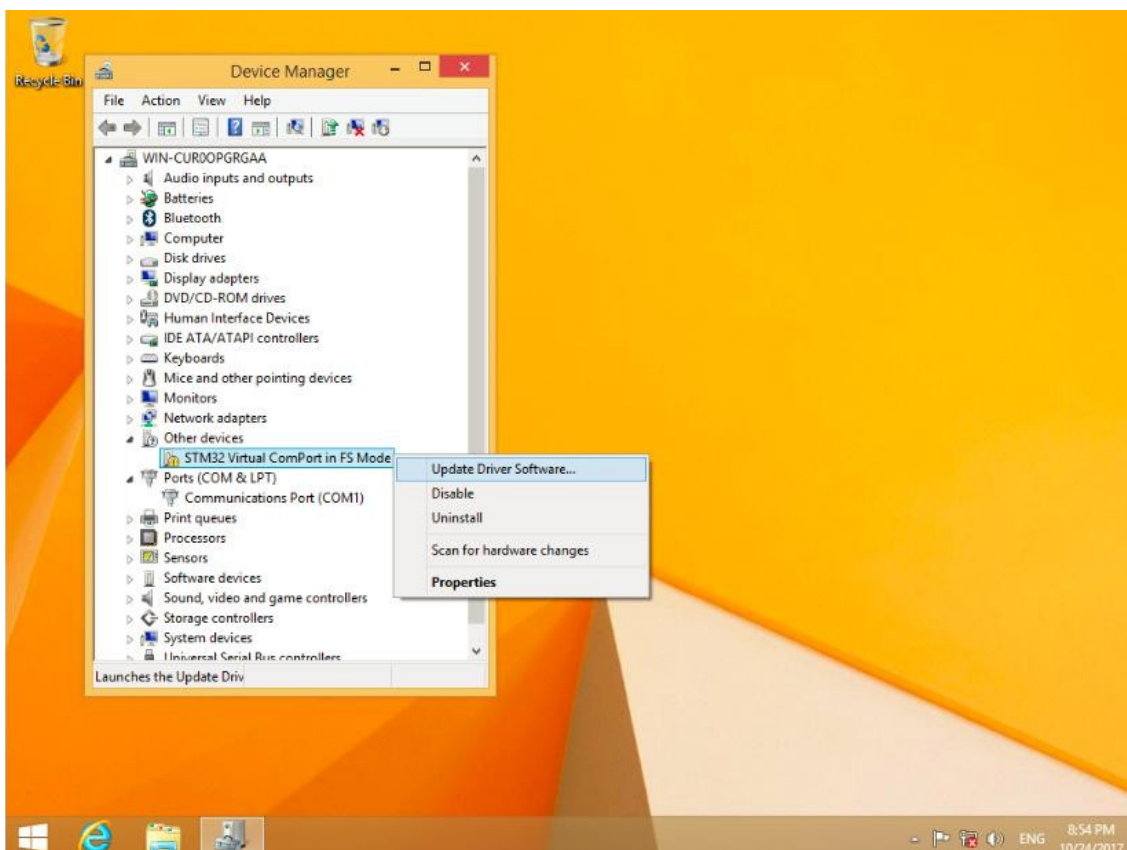 Recycle Bin
Device Manager
File Action View Help
WIN-CUR0OPGRGAA
Audio inputs and outputs
Batteries
Bluetooth
Computer
Disk drives
Display adapters
DVD/CD-ROM drives
Human Interface Devices
IDE ATA/ATAPI controllers
Keyboards
Mice and other pointing devices
Monitors
Network adapters
Other devices
STM32 Virtual ComPort in FS Mode
Ports (COM & LPT)
Communications Port (COM1)
Print queues
Processors
Sensors
Software devices
Sound, video and game controllers
Storage controllers
System devices
Universal Serial Bus controllers
Launches the Update Driv
Update Driver Software...
Disable
Uninstall
Scan for hardware changes
Properties
ENG
8:54 PM
10/24/2017